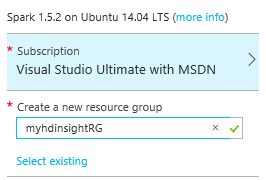 Spark 1.5.2 on Ubuntu 14.04 LTS (more info)
* Subscription
Visual Studio Ultimate with MSDN
* Create a new resource group
myhdinsightRG
Select existing